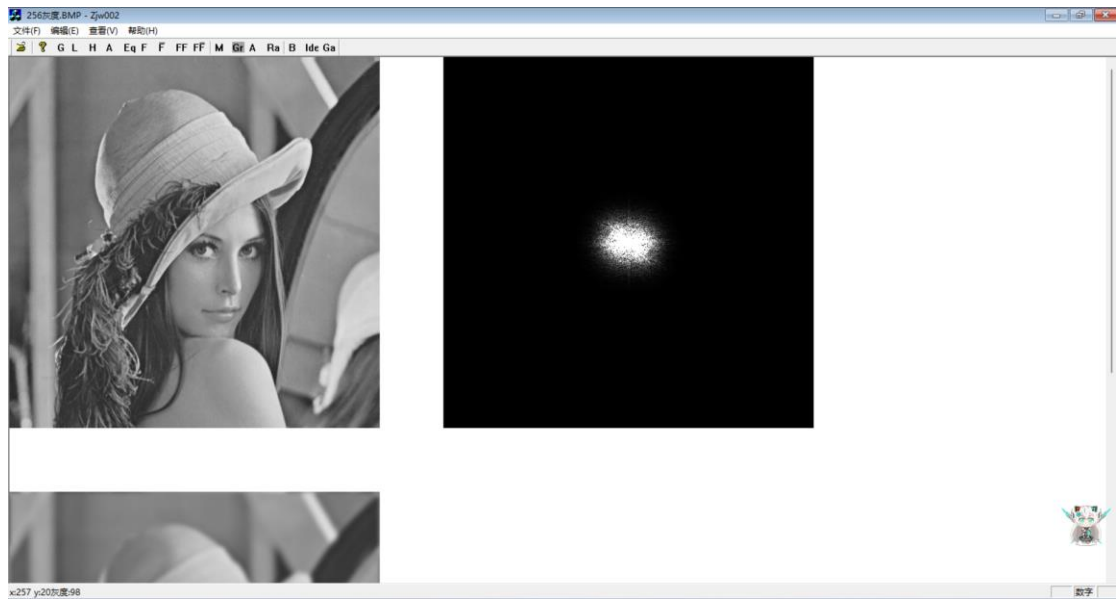 256灰度.BMP - Zjw002
文件(F) 编辑(E) 查看(V) 帮助(H)
G L H A Eq F F̅ FF FF̅ M Gr A Ra B Ide Ga
x:257 y:20灰度:98 数字